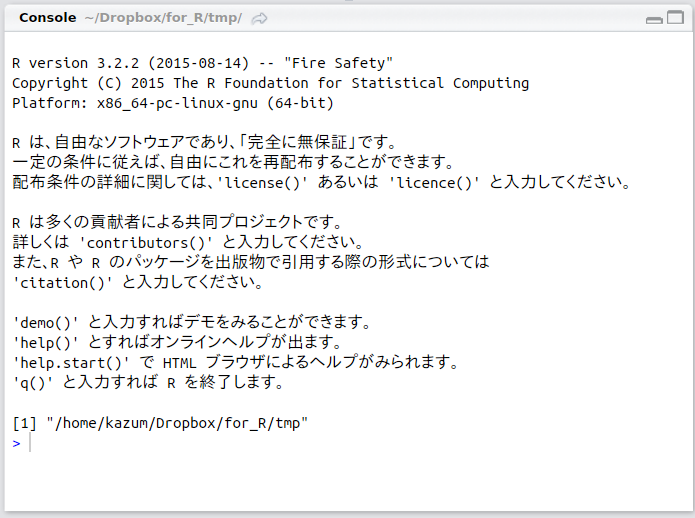 Console ~/Dropbox/for_R/tmp/
R version 3.2.2 (2015-08-14) -- "Fire Safety"
Copyright (C) 2015 The R Foundation for Statistical Computing
Platform: x86_64-pc-linux-gnu (64-bit)
R は、自由なソフトウェアであり、「完全に無保証」です。
一定の条件に従えば、自由にこれを再配布することができます。
配布条件の詳細に関しては、'license()' あるいは 'licence()' と入力してください。
R は多くの貢献者による共同プロジェクトです。
詳しくは 'contributors()' と入力してください。
また、R や R のパッケージを出版物で引用する際の形式については
'citation()' と入力してください。
'demo()' と入力すればデモをみることができます。
'help()' とすればオンラインヘルプが出ます。
'help.start()' で HTML ブラウザによるヘルプがみられます。
'q()' と入力すれば R を終了します。
[1] "/home/kazum/Dropbox/for_R/tmp"
>